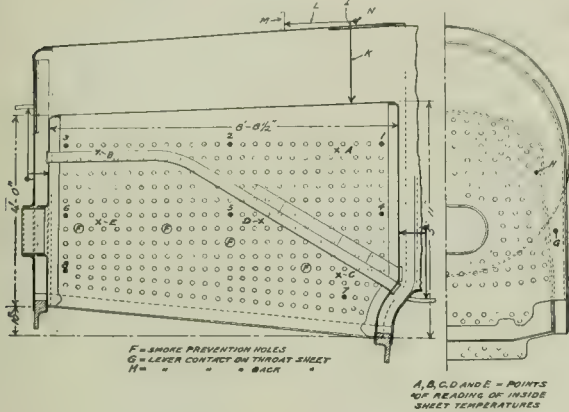 M L L N
K
8'-8½"
3 2 1
X-A
X-B
4'-0"
6 5 4
X-E
D-X
F F F F
X-C
8
7
H
G
F = SMOKE PREVENTION HOLES
G = LEVER CONTACT ON THROAT SHEET
H = " " " BACK "
A, B, C, D AND E = POINTS
OF READING OF INSIDE
SHEET TEMPERATURES